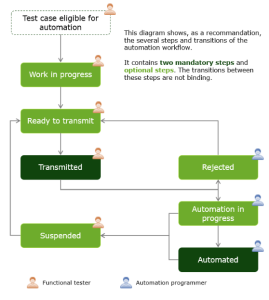 Test case eligible for
automation
This diagram shows, as a recommendation,
the several steps and transitions of the
automation workflow.
It contains two mandatory steps and
optional steps. The transitions between
these steps are not binding.
Work in progress
Ready to transmit
Transmitted
Rejected
Automation in
progress
Suspended
Automated
Functional tester
Automation programmer